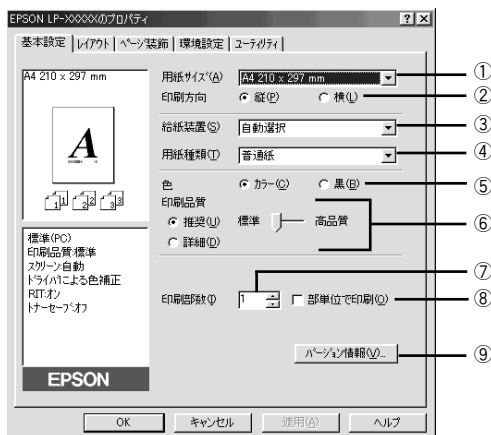 EPSON LP-XXXXXのプロパティ
基本設定 レイアウト ページ装飾 環境設定 ユーティリティ
A4 210 x 297 mm
A
1 1 2 2 3 3
標準(PC)
印刷品質:標準
スクリーン:自動
ドライバによる色補正
RIT:オン
トナーセーブ:オフ
EPSON
用紙サイズ(A) A4 210 x 297 mm ①
印刷方向 縦(P) 横(L) ②
給紙装置(S) 自動選択 ③
用紙種類(T) 普通紙 ④
色 カラー(C) 黒(B) ⑤
印刷品質
推奨(U) 標準 高品質 ⑥
詳細(D)
⑦
印刷部数(I) 1 部単位で印刷(O) ⑧
バージョン情報(V)... ⑨
OK キャンセル 適用(A) ヘルプ